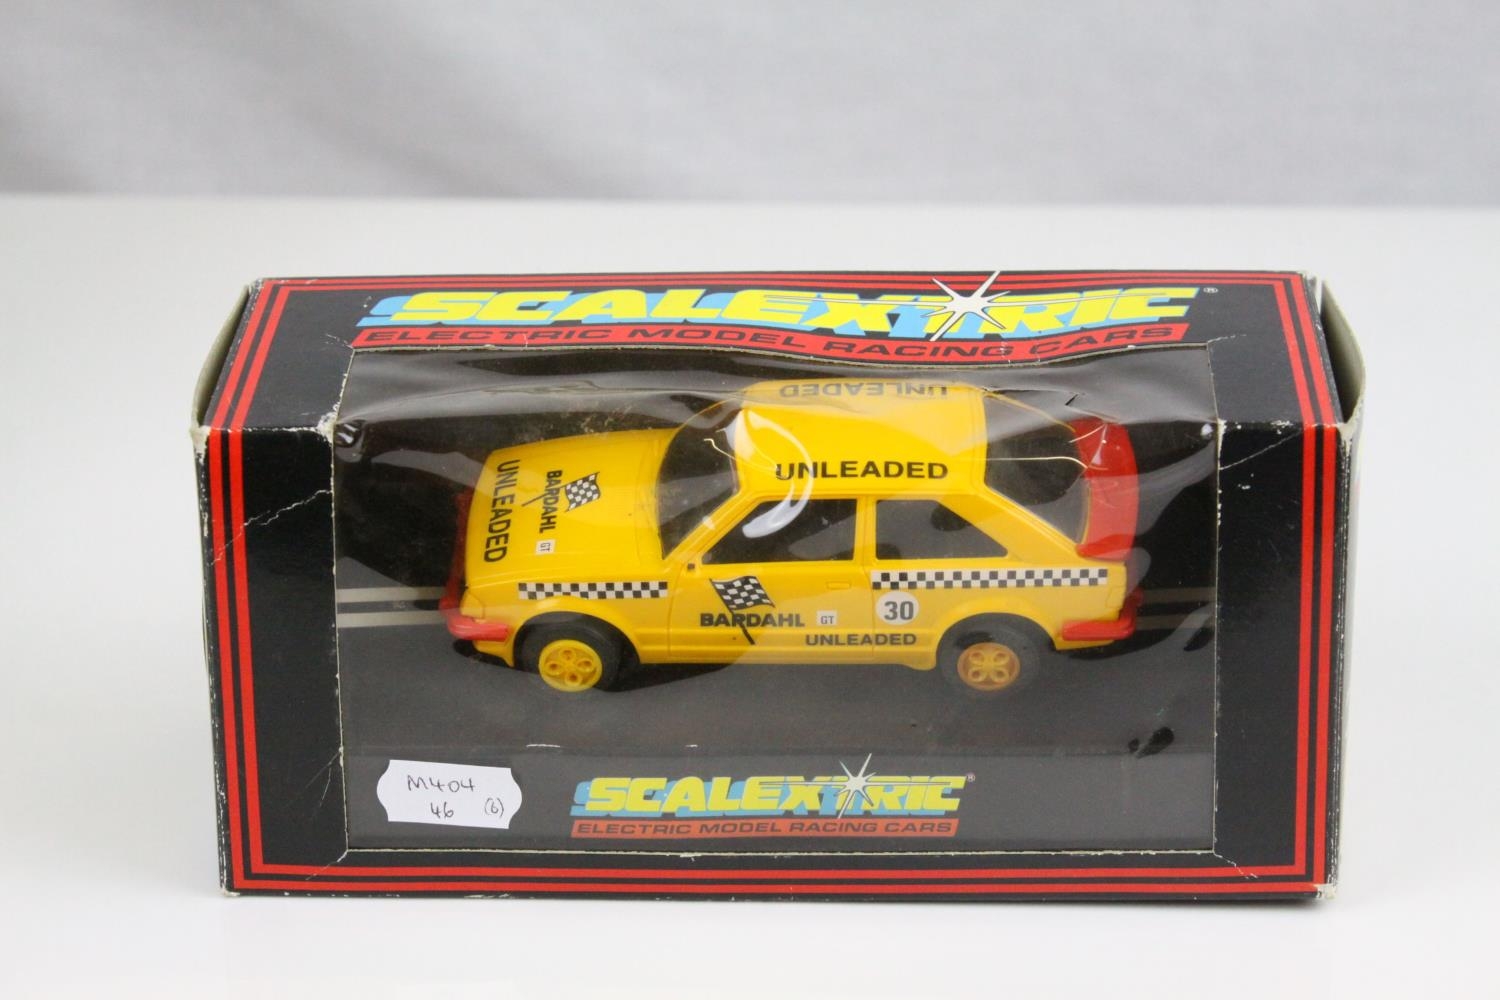 SCALEXTRIC®
ELECTRIC MODEL RACING CARS
UNLEADED
UNLEADED
UNLEADED
BARDAHL
GT
BARDAHL
GT
30
UNLEADED
M404
46 (6)
SCALEXTRIC®
ELECTRIC MODEL RACING CARS